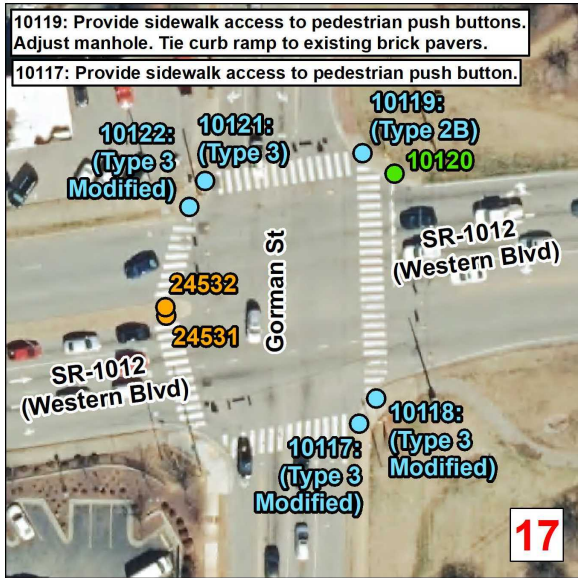 10119: Provide sidewalk access to pedestrian push buttons.
Adjust manhole. Tie curb ramp to existing brick pavers.
10117: Provide sidewalk access to pedestrian push button.
10119:
(Type 2B)
10120
10121:
(Type 3)
10122:
(Type 3
Modified)
SR-1012
(Western Blvd)
Gorman St
24532
24531
SR-1012
(Western Blvd)
10118:
(Type 3
Modified)
10117:
(Type 3
Modified)
17